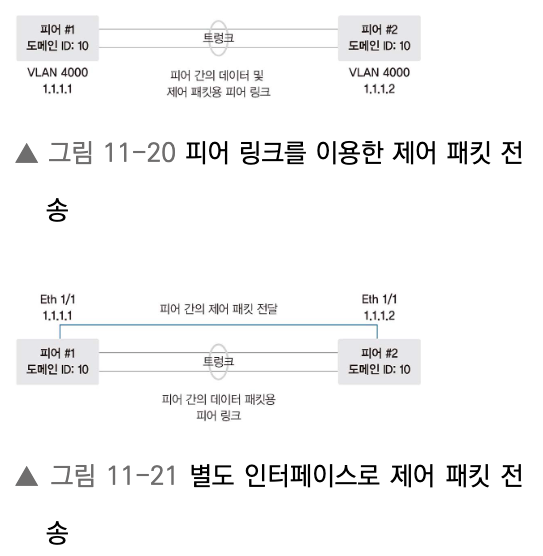 피어 #1
도메인 ID: 10
트렁크
피어 #2
도메인 ID: 10
VLAN 4000
1.1.1.1
피어 간의 데이터 및
제어 패킷용 피어 링크
VLAN 4000
1.1.1.2
▲ 그림 11-20 피어 링크를 이용한 제어 패킷 전
송
Eth 1/1
1.1.1.1
피어 간의 제어 패킷 전달
Eth 1/1
1.1.1.2
피어 #1
도메인 ID: 10
트렁크
피어 #2
도메인 ID: 10
피어 간의 데이터 패킷용
피어 링크
▲ 그림 11-21 별도 인터페이스로 제어 패킷 전
송